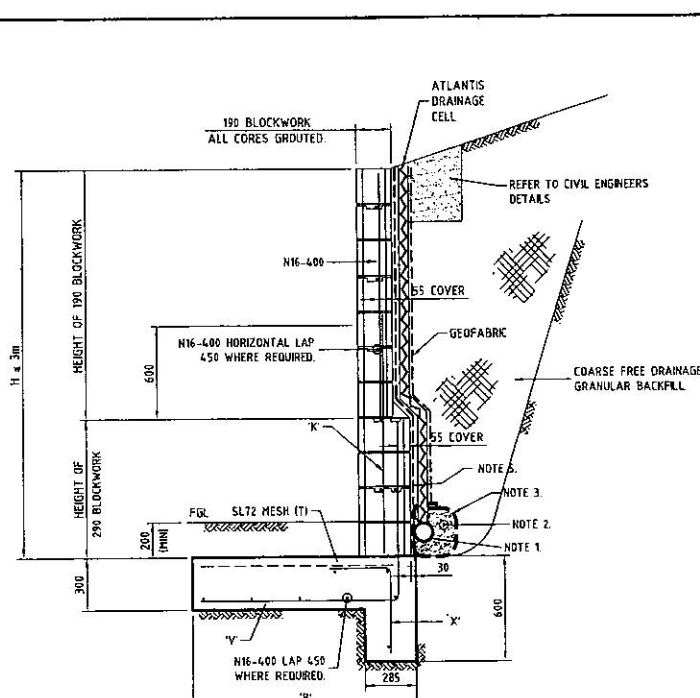 ATLANTIS
DRAINAGE
CELL
190 BLOCKWORK
ALL CORES GROUTED.
REFER TO CIVIL ENGINEERS
DETAILS
N16-400
55 COVER
HEIGHT OF 190 BLOCKWORK
H ≤ 3m
N16-400 HORIZONTAL LAP
450 WHERE REQUIRED.
GEOFABRIC
600
COARSE FREE DRAINAGE
GRANULAR BACKFILL
'K'
55 COVER
HEIGHT OF
290 BLOCKWORK
NOTE 5.
FGL
SL72 MESH (T)
NOTE 3.
NOTE 2.
200
(MIN)
NOTE 1.
30
300
600
'X'
'V'
N16-400 LAP 450
WHERE REQUIRED.
285
'B'